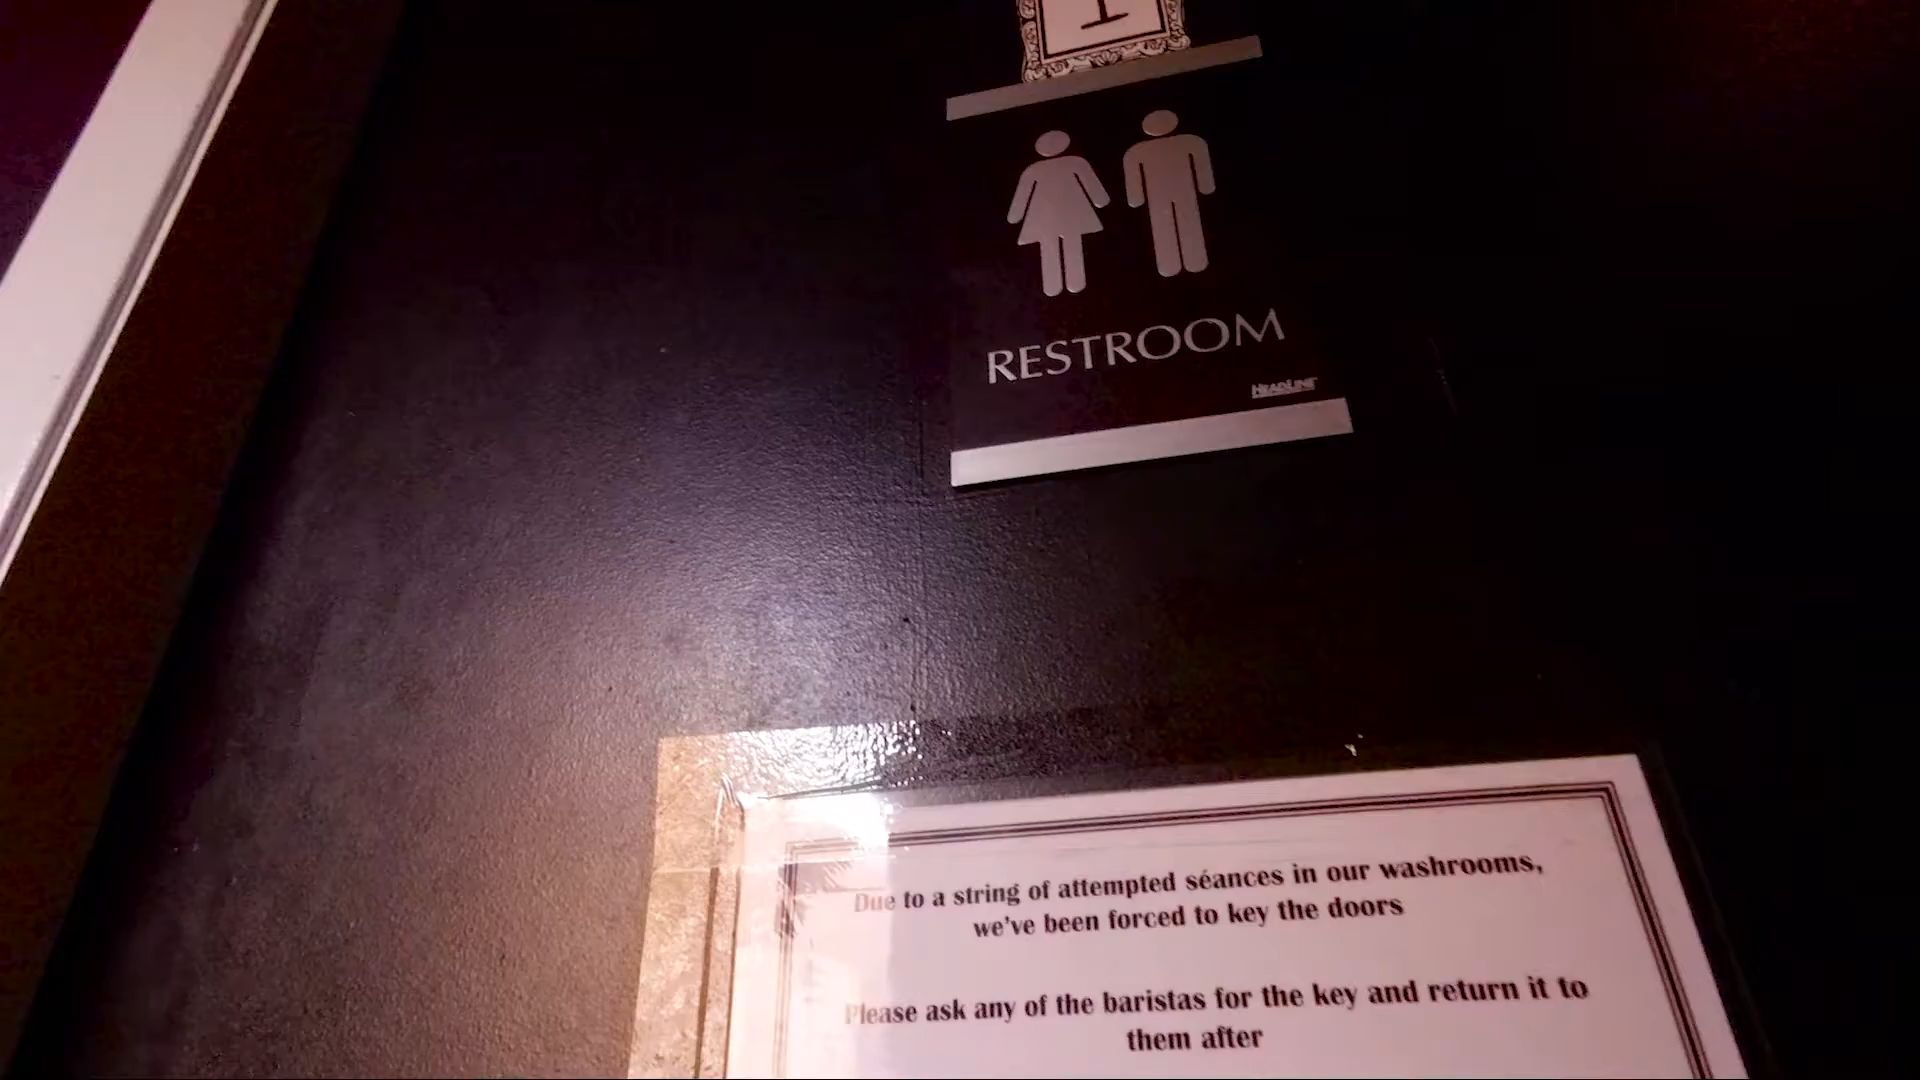 1
RESTROOM
HEADLINE
Due to a string of attempted séances in our washrooms,
we've been forced to key the doors
Please ask any of the baristas for the key and return it to
them after